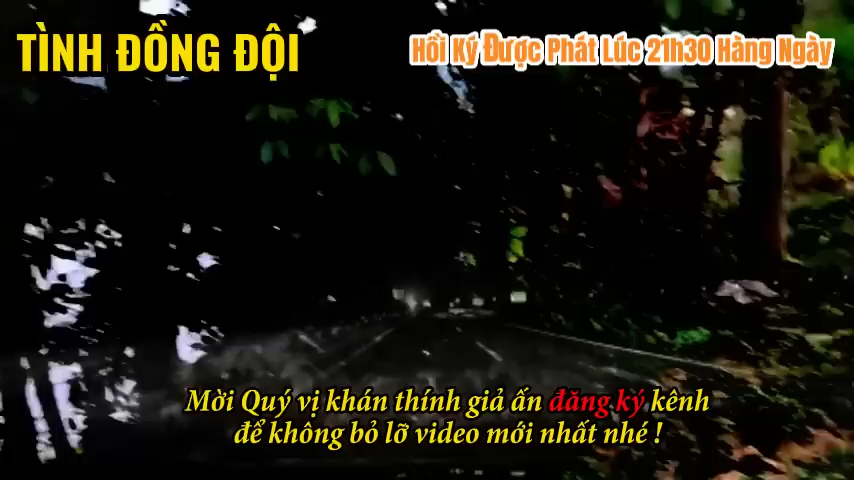 TÌNH ĐỒNG ĐỘI
Hồi Ký Được Phát Lúc 21h30 Hàng Ngày
Mời Quý vị khán thính giả ấn đăng ký kênh
để không bỏ lỡ video mới nhất nhé !